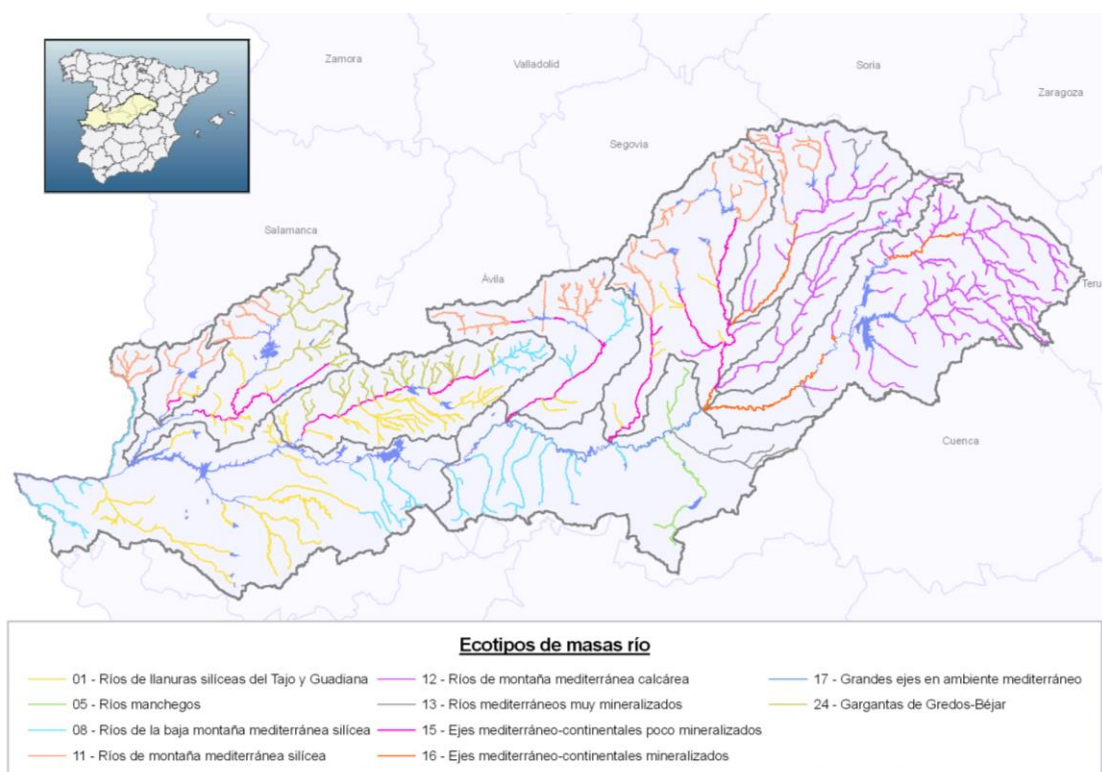 Zamora
Valladolid
Soria
Zaragoza
Segovia
Salamanca
Ávila
Teru
Cuenca
Ecotipos de masas río
01 - Ríos de llanuras silíceas del Tajo y Guadiana
05 - Ríos manchegos
08 - Ríos de la baja montaña mediterránea silícea
11 - Ríos de montaña mediterránea silícea
12 - Ríos de montaña mediterránea calcárea
13 - Ríos mediterráneos muy mineralizados
15 - Ejes mediterráneo-continentales poco mineralizados
16 - Ejes mediterráneo-continentales mineralizados
17 - Grandes ejes en ambiente mediterráneo
24 - Gargantas de Gredos-Béjar